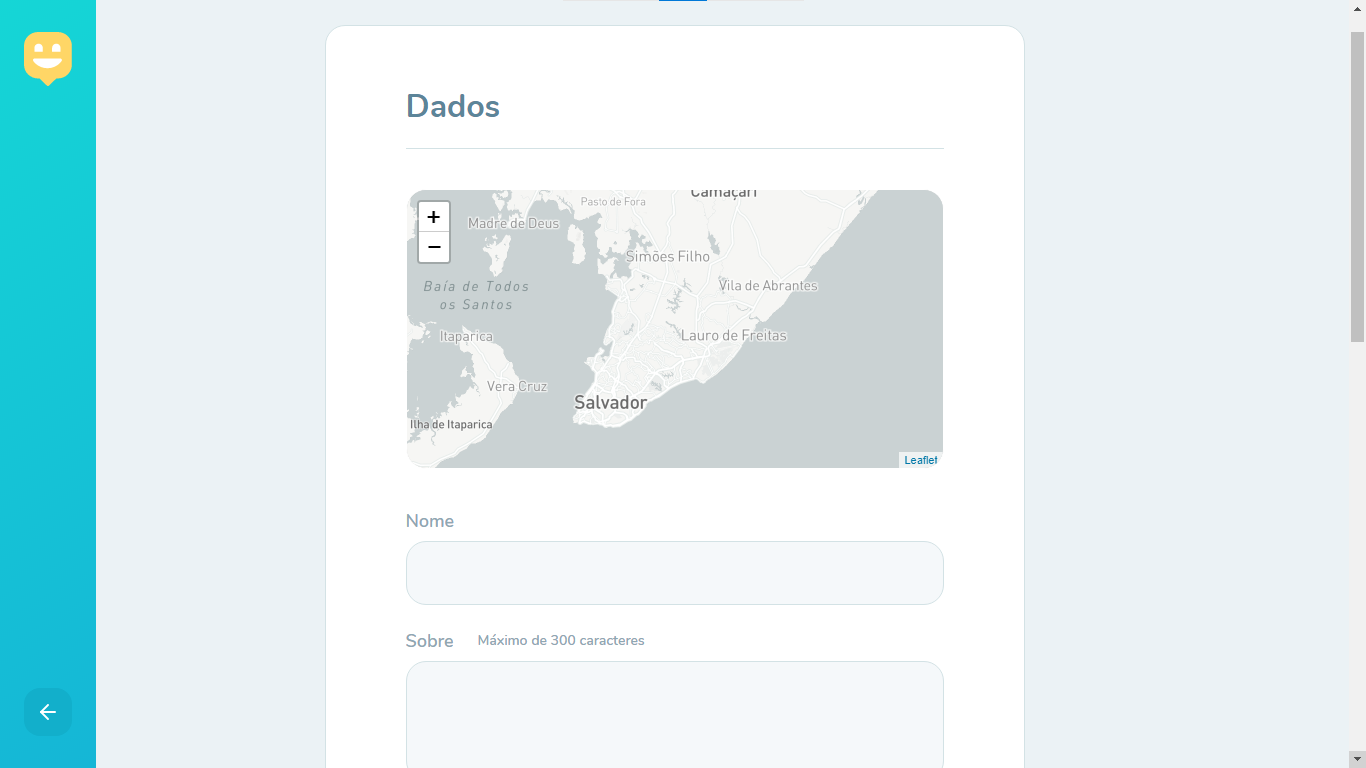 Dados
Camaçari
Pasto de Fora
Madre de Deus
+
−
Simões Filho
Baía de Todos
os Santos
Vila de Abrantes
Itaparica
Lauro de Freitas
Vera Cruz
Salvador
Ilha de Itaparica
Leaflet
Nome
Sobre Máximo de 300 caracteres